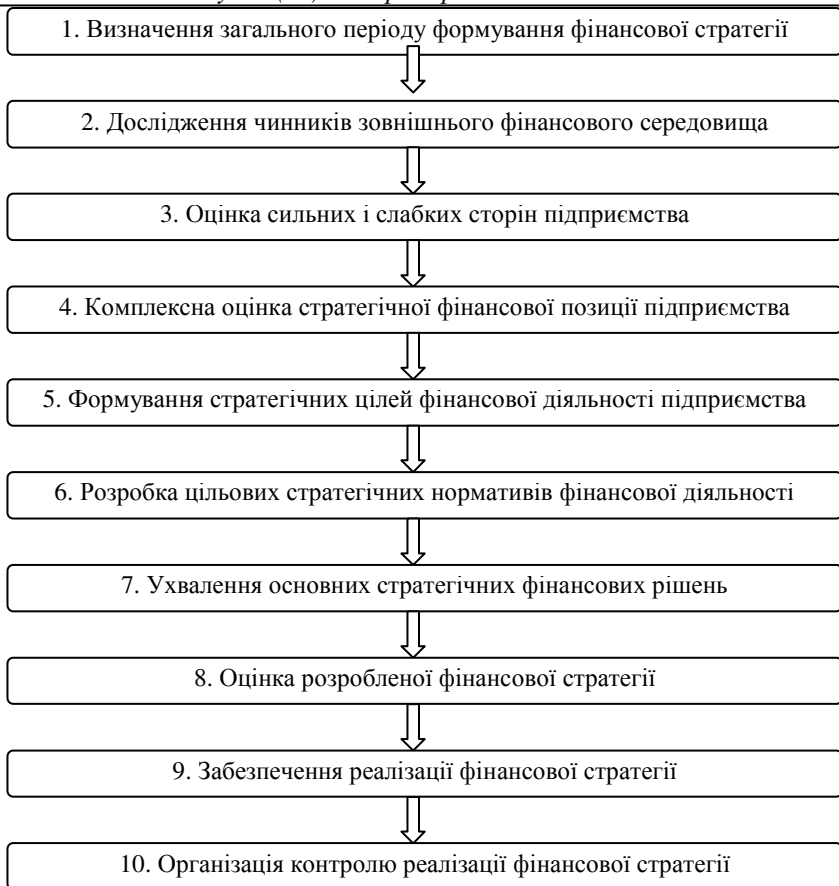 1. Визначення загального періоду формування фінансової стратегії
2. Дослідження чинників зовнішнього фінансового середовища
3. Оцінка сильних і слабких сторін підприємства
4. Комплексна оцінка стратегічної фінансової позиції підприємства
5. Формування стратегічних цілей фінансової діяльності підприємства
6. Розробка цільових стратегічних нормативів фінансової діяльності
7. Ухвалення основних стратегічних фінансових рішень
8. Оцінка розробленої фінансової стратегії
9. Забезпечення реалізації фінансової стратегії
10. Організація контролю реалізації фінансової стратегії